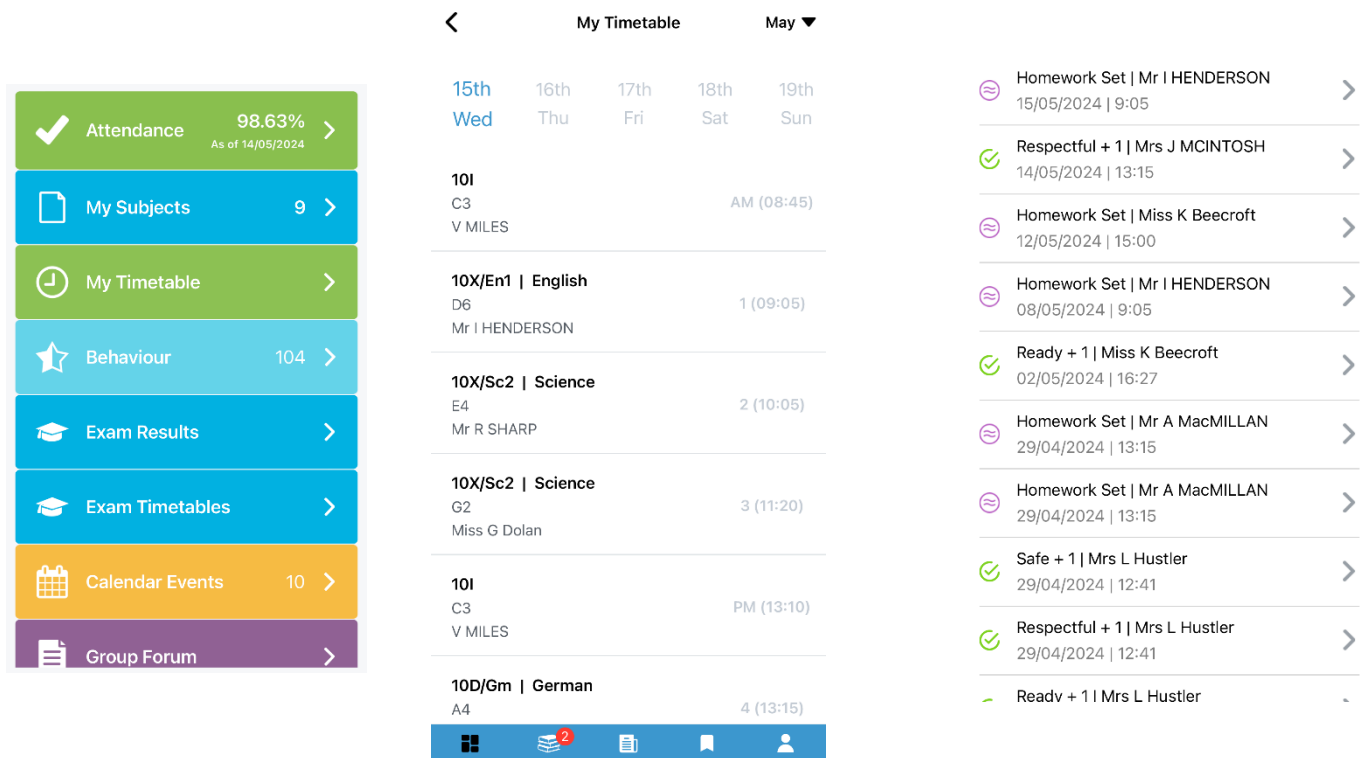 Attendance
98.63%
As of 14/05/2024
My Subjects
9
My Timetable
Behaviour
104
Exam Results
Exam Timetables
Calendar Events
10
Group Forum
My Timetable
May
15th 16th 17th 18th 19th
Wed Thu Fri Sat Sun
10I
C3
AM (08:45)
V MILES
10X/En1 | English
D6
1 (09:05)
Mr I HENDERSON
10X/Sc2 | Science
E4
2 (10:05)
Mr R SHARP
10X/Sc2 | Science
G2
3 (11:20)
Miss G Dolan
10I
C3
PM (13:10)
V MILES
10D/Gm | German
A4
4 (13:15)
2
Homework Set | Mr I HENDERSON
15/05/2024 | 9:05
Respectful + 1 | Mrs J MCINTOSH
14/05/2024 | 13:15
Homework Set | Miss K Beecroft
12/05/2024 | 15:00
Homework Set | Mr I HENDERSON
08/05/2024 | 9:05
Ready + 1 | Miss K Beecroft
02/05/2024 | 16:27
Homework Set | Mr A MacMILLAN
29/04/2024 | 13:15
Homework Set | Mr A MacMILLAN
29/04/2024 | 13:15
Safe + 1 | Mrs L Hustler
29/04/2024 | 12:41
Respectful + 1 | Mrs L Hustler
29/04/2024 | 12:41
Ready + 1 | Mrs L Hustler